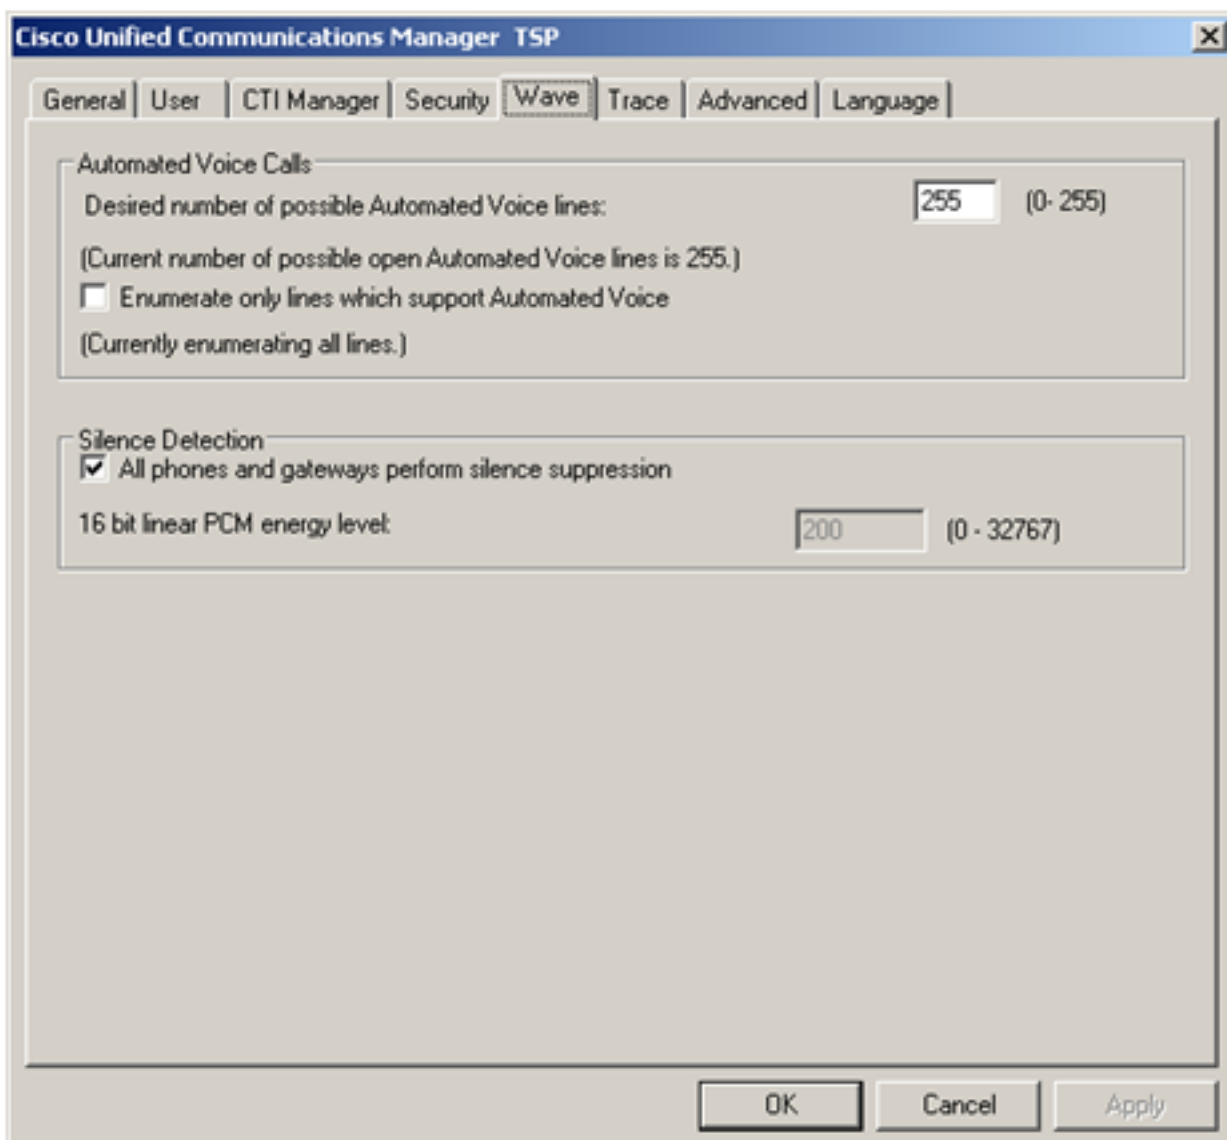 Cisco Unified Communications Manager TSP
General User CTI Manager Security Wave Trace Advanced Language
Automated Voice Calls
Desired number of possible Automated Voice lines: 255 (0- 255)
(Current number of possible open Automated Voice lines is 255.)
Enumerate only lines which support Automated Voice
(Currently enumerating all lines.)
Silence Detection
All phones and gateways perform silence suppression
16 bit linear PCM energy level: 200 (0 - 32767)
OK Cancel Apply